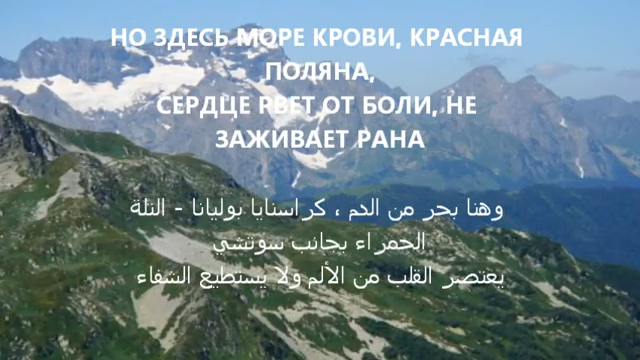 НО ЗДЕСЬ МОРЕ КРОВИ, КРАСНАЯ
ПОЛЯНА,
СЕРДЦЕ РВЕТ ОТ БОЛИ, НЕ
ЗАЖИВАЕТ РАНА
وهنا بحر من الدم ، كراسنايا بوليانا - التلة
الحمراء بجانب سوتشي
يعتصر القلب من الألم ولا يستطيع الشفاء